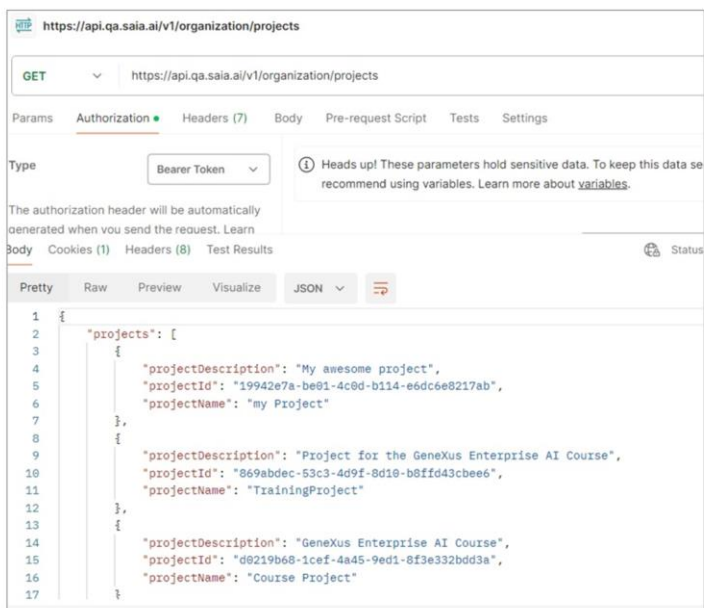 HTTP https://api.qa.saia.ai/v1/organization/projects
GET https://api.qa.saia.ai/v1/organization/projects
Params Authorization Headers (7) Body Pre-request Script Tests Settings
Type Bearer Token
Heads up! These parameters hold sensitive data. To keep this data se
recommend using variables. Learn more about variables.
The authorization header will be automatically
generated when you send the request. Learn
Body Cookies (1) Headers (8) Test Results Status
Pretty Raw Preview Visualize JSON
1 {
2 "projects": [
3 {
4 "projectDescription": "My awesome project",
5 "projectId": "19942e7a-be01-4c0d-b114-e6dc6e8217ab",
6 "projectName": "my Project"
7 },
8 {
9 "projectDescription": "Project for the GeneXus Enterprise AI Course",
10 "projectId": "869abdec-53c3-4d9f-8d10-b8ffd43cbee6",
11 "projectName": "TrainingProject"
12 },
13 {
14 "projectDescription": "GeneXus Enterprise AI Course",
15 "projectId": "d0219b68-1cef-4a45-9ed1-8f3e332bdd3a",
16 "projectName": "Course Project"
17 }